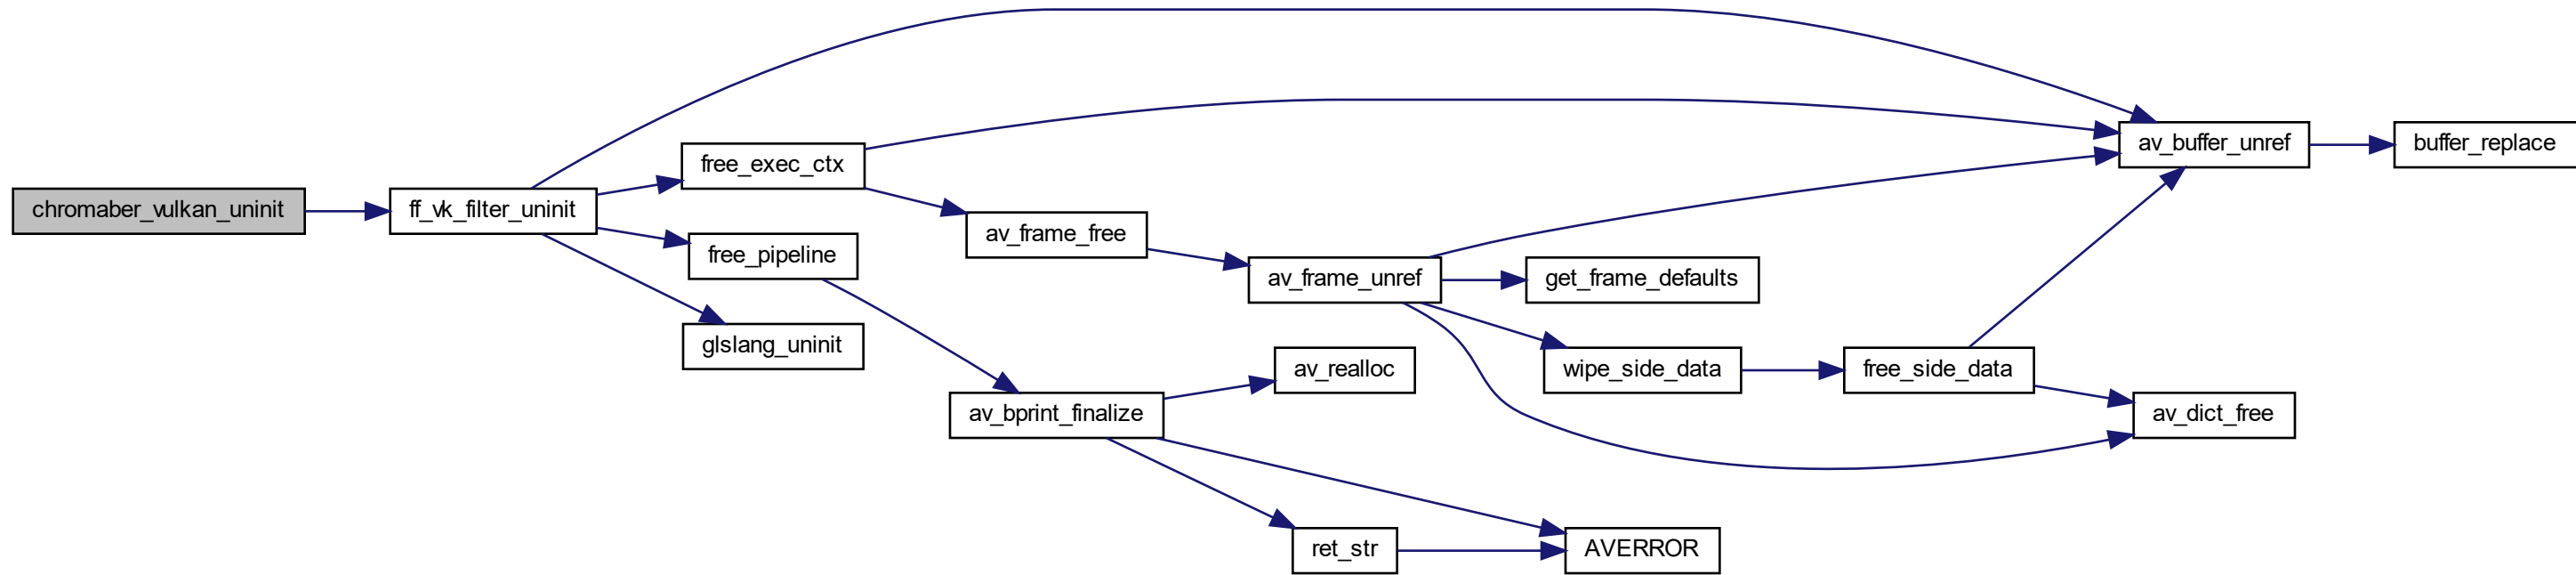 chromaber_vulkan_uninit
ff_vk_filter_uninit
free_exec_ctx
free_pipeline
glslang_uninit
av_frame_free
av_bprint_finalize
av_frame_unref
av_realloc
ret_str
get_frame_defaults
wipe_side_data
AVERROR
free_side_data
av_buffer_unref
av_dict_free
buffer_replace